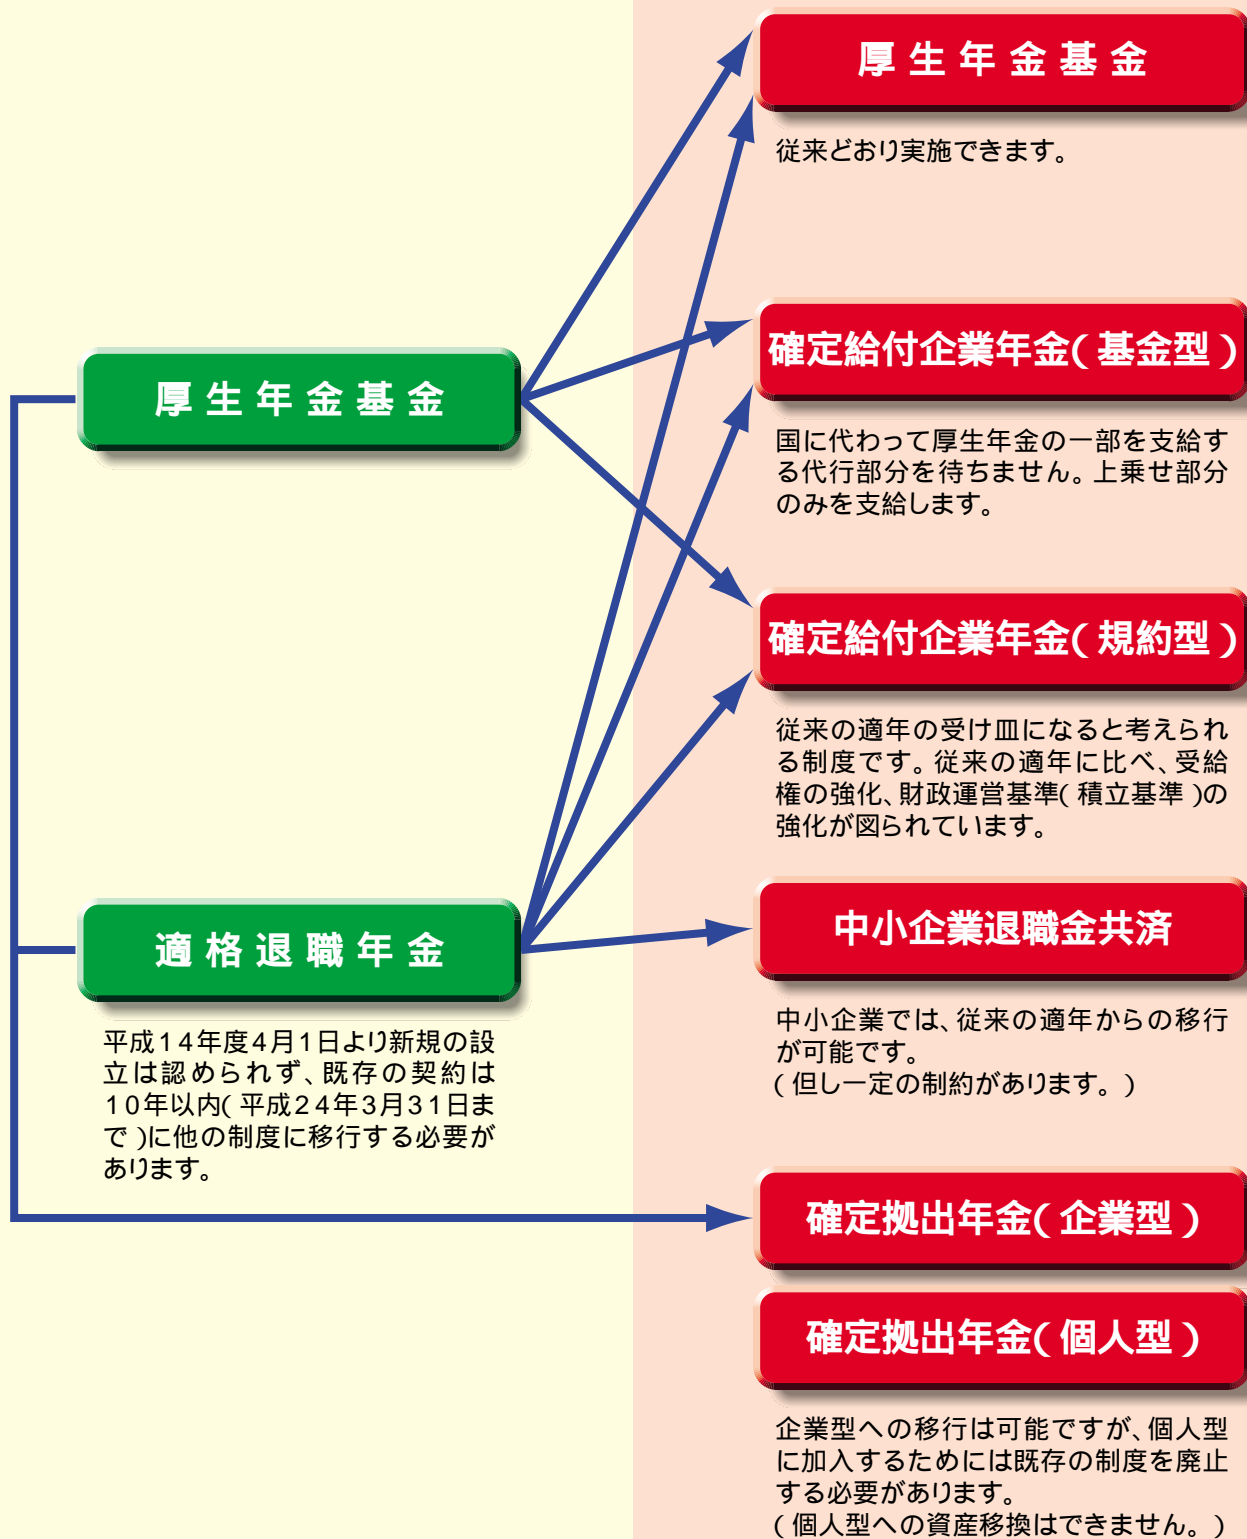 厚生年金基金
従来どおり実施できます。
確定給付企業年金(基金型)
国に代わって厚生年金の一部を支給す
る代行部分を待ちません。上乗せ部分
のみを支給します。
確定給付企業年金(規約型)
従来の適年の受け皿になると考えられ
る制度です。従来の適年に比べ、受給
権の強化、財政運営基準(積立基準)の
強化が図られています。
中小企業退職金共済
中小企業では、従来の適年からの移行
が可能です。
(但し一定の制約があります。)
確定拠出年金(企業型)
確定拠出年金(個人型)
企業型への移行は可能ですが、個人型
に加入するためには既存の制度を廃止
する必要があります。
(個人型への資産移換はできません。)
厚生年金基金
適格退職年金
平成14年度4月1日より新規の設
立は認められず、既存の契約は
10年以内(平成24年3月31日ま
で)に他の制度に移行する必要が
あります。